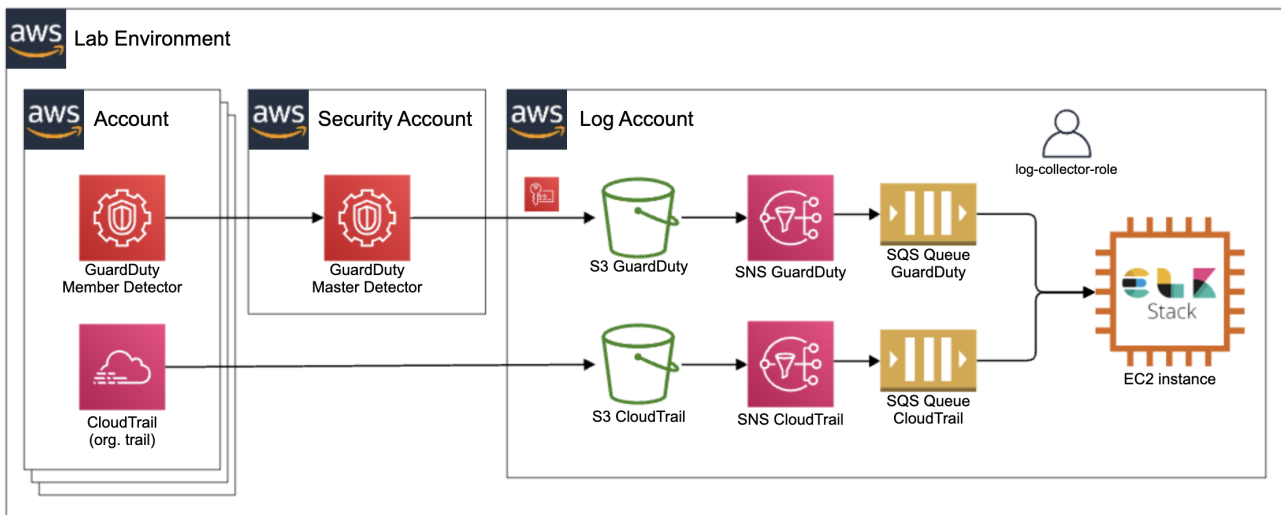 aws
Lab Environment
aws
Account
aws
Security Account
aws
Log Account
log-collector-role
GuardDuty
Member Detector
GuardDuty
Master Detector
S3 GuardDuty
SNS GuardDuty
SQS Queue
GuardDuty
ELK
Stack
EC2 instance
CloudTrail
(org. trail)
S3 CloudTrail
SNS CloudTrail
SQS Queue
CloudTrail